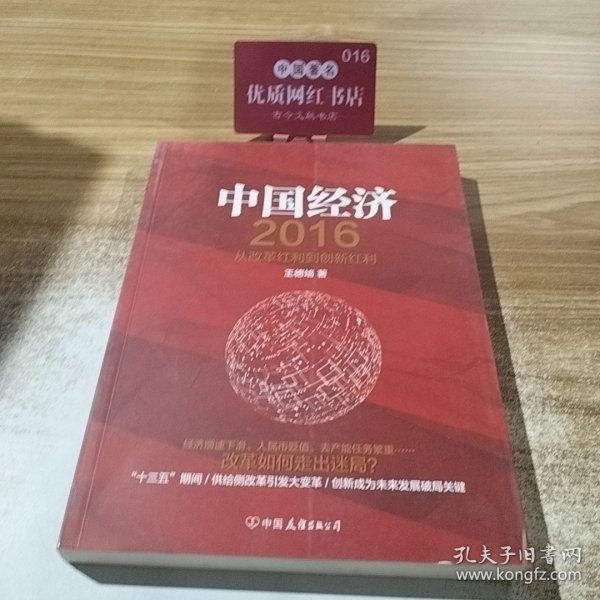 016
中国著名
优质网红书店
古今文献书店
中国经济
2016
从改革红利到创新红利
王德培 著
经济增速下滑、人民币贬值、去产能任务繁重……
改革如何走出迷局?
“十三五”期间/供给侧改革引发大变革/创新成为未来发展破局关键
中国友谊出版公司
孔夫子旧书网
www.kongfz.com